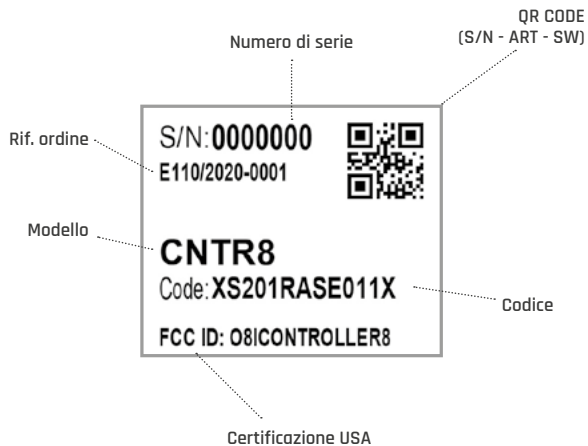 QR CODE
(S/N - ART - SW)
Numero di serie
Rif. ordine
S/N:0000000
E110/2020-0001
Modello
CNTR8
Code:XS201RASE011X
Codice
FCC ID: O8ICONTROLLER8
Certificazione USA